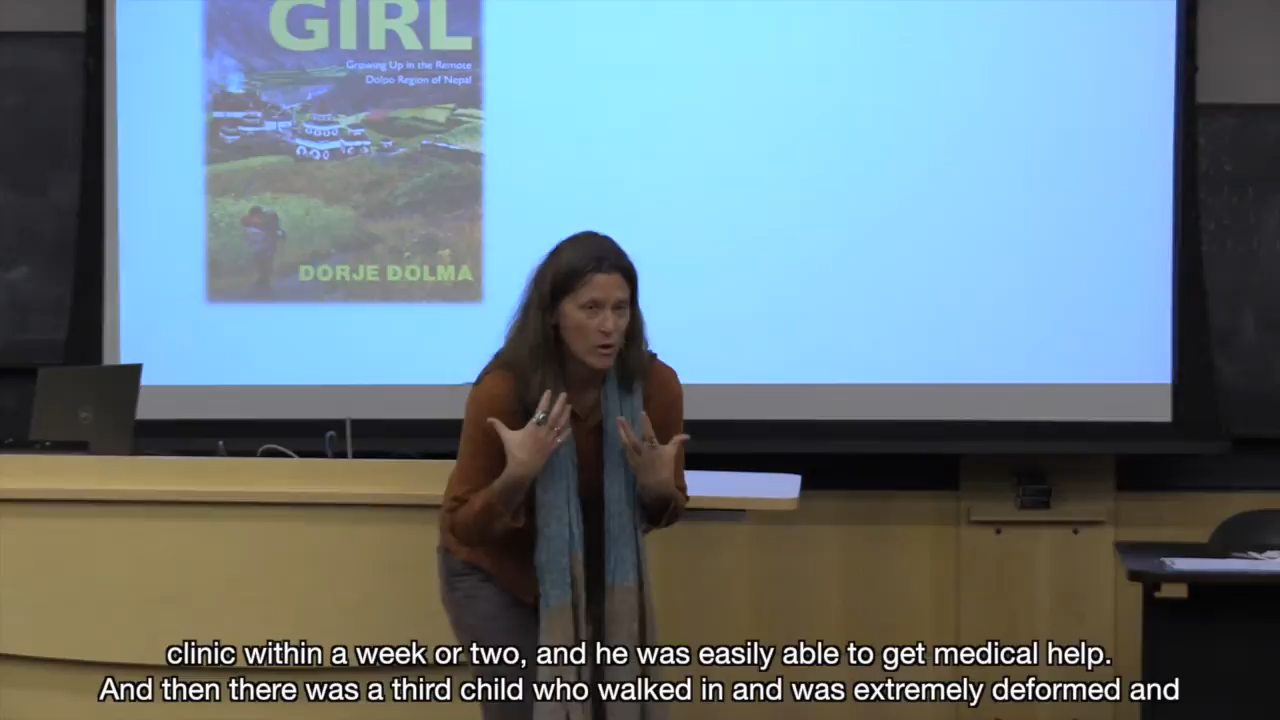 GIRL
Growing Up in the Remote
Dolpo Region of Nepal
DORJE DOLMA
clinic within a week or two, and he was easily able to get medical help.
And then there was a third child who walked in and was extremely deformed and